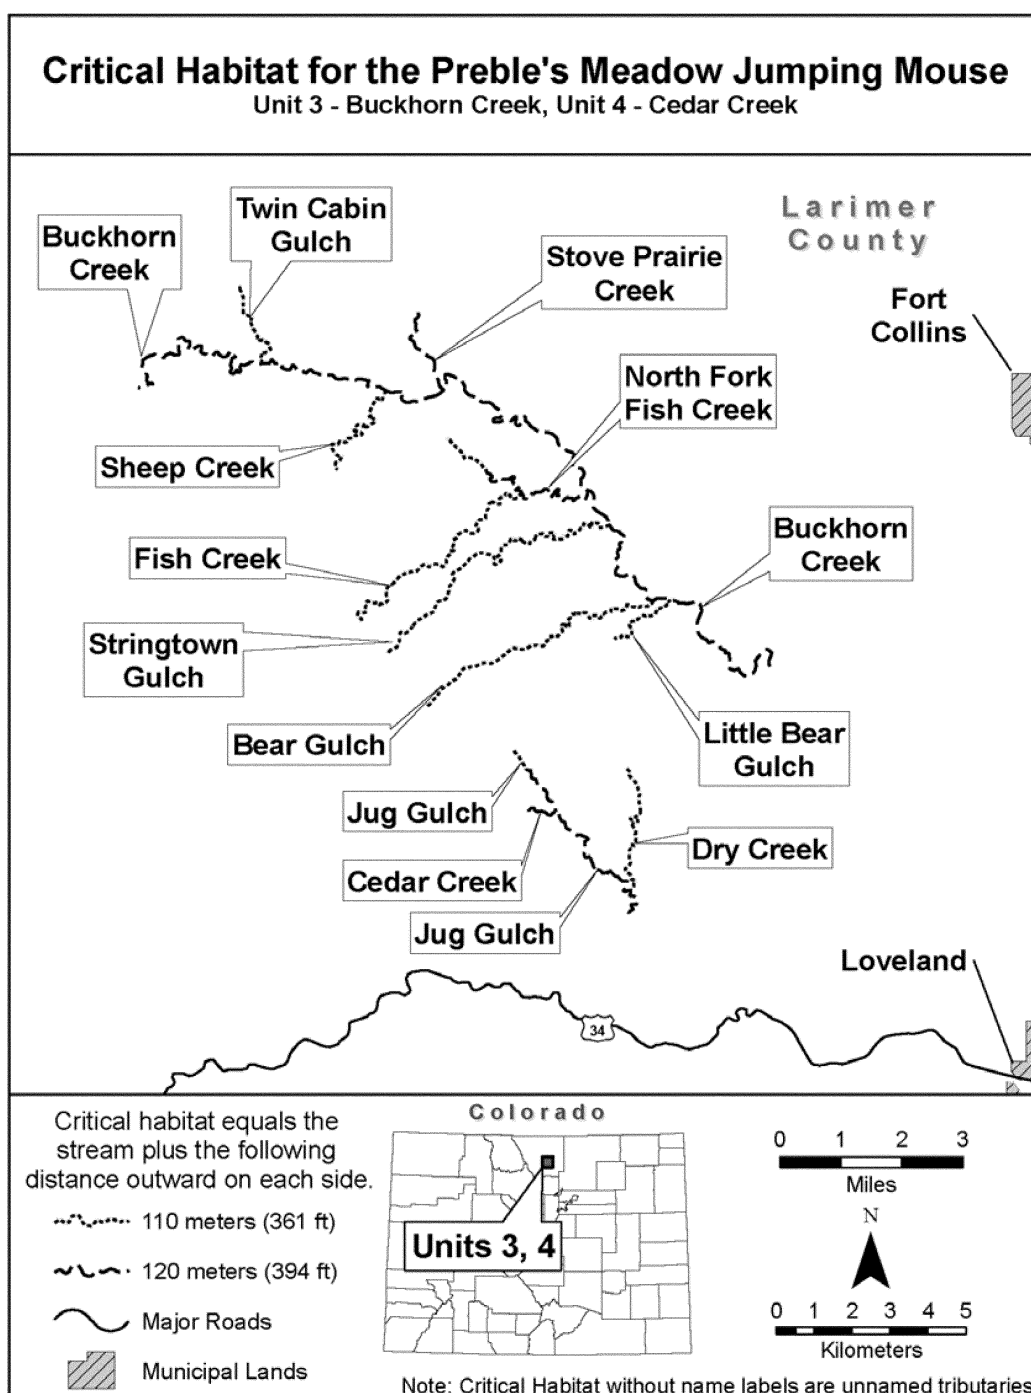 Critical Habitat for the Preble's Meadow Jumping Mouse
Unit 3 - Buckhorn Creek, Unit 4 - Cedar Creek
Larimer
County
Twin Cabin
Gulch
Buckhorn
Creek
Stove Prairie
Creek
Fort
Collins
North Fork
Fish Creek
Sheep Creek
Buckhorn
Creek
Fish Creek
Stringtown
Gulch
Bear Gulch
Little Bear
Gulch
Jug Gulch
Dry Creek
Cedar Creek
Jug Gulch
Loveland
34
Critical habitat equals the
stream plus the following
distance outward on each side.
110 meters (361 ft)
120 meters (394 ft)
Major Roads
Municipal Lands
Colorado
Units 3, 4
0 1 2 3
Miles
N
0 1 2 3 4 5
Kilometers
Note: Critical Habitat without name labels are unnamed tributaries